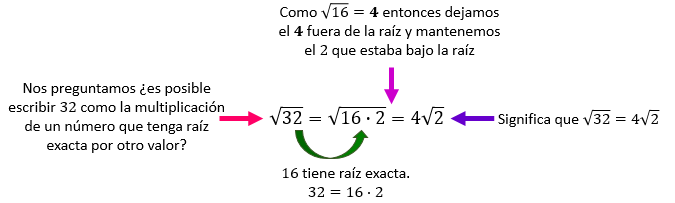 Como √16 = 4 entonces dejamos
el 4 fuera de la raíz y mantenemos
el 2 que estaba bajo la raíz
Nos preguntamos ¿es posible
escribir 32 como la multiplicación
de un número que tenga raíz
exacta por otro valor?
√32 = √16 · 2 = 4√2
Significa que √32 = 4√2
16 tiene raíz exacta.
32 = 16 · 2